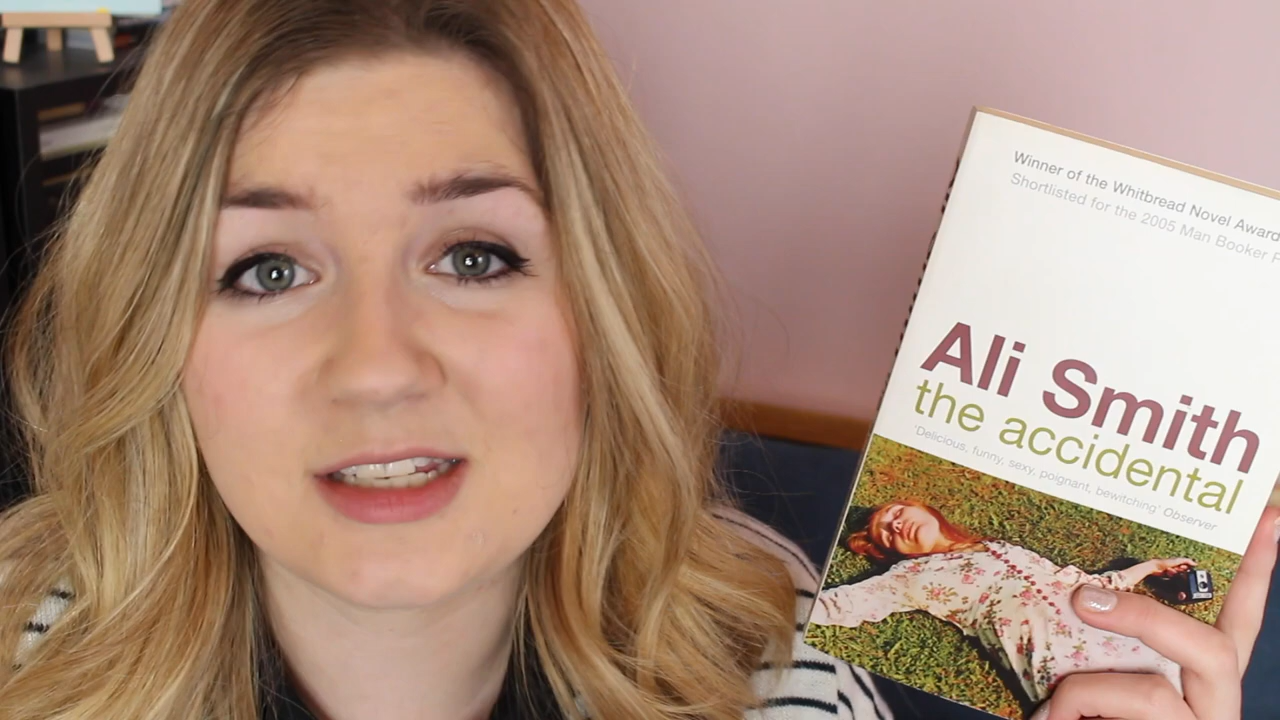 Winner of the Whitbread Novel Award
Shortlisted for the 2005 Man Booker
Ali Smith
the accidental
'Delicious, funny, sexy, poignant, bewitching' Observer